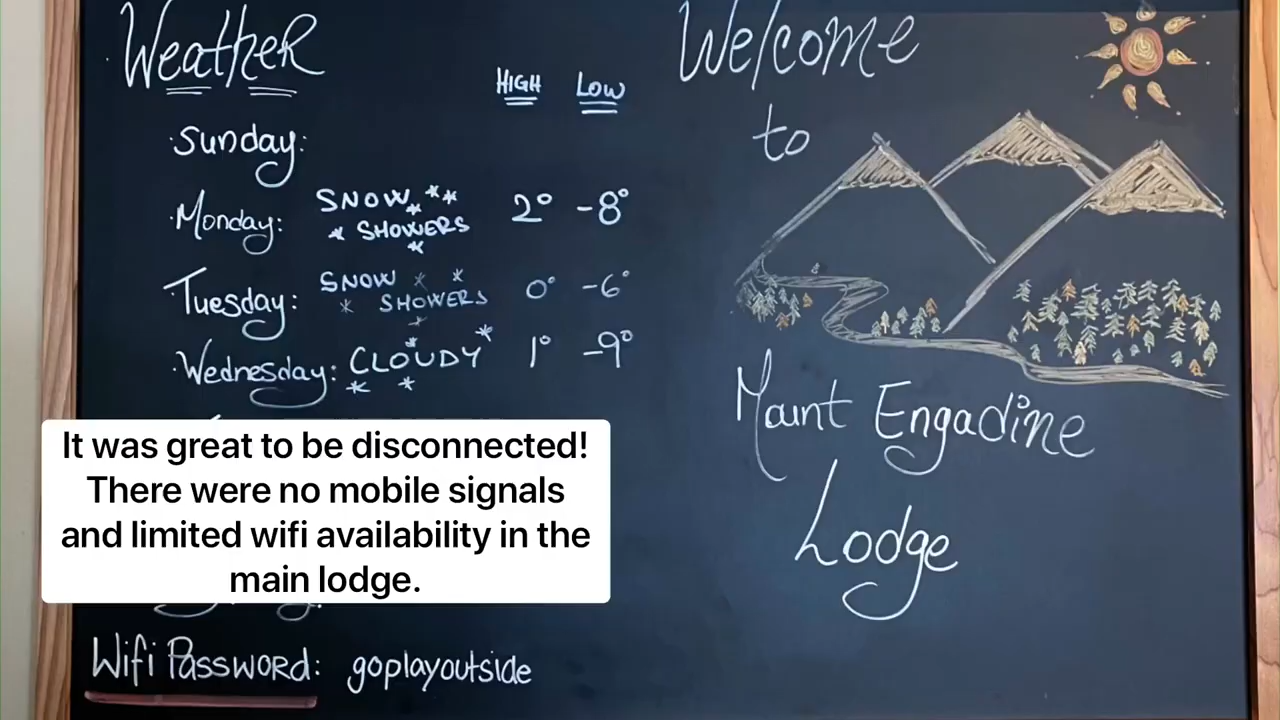 Weather
HIGH LOW
Sunday:
Monday: SNOW SHOWERS 2° -8°
Tuesday: SNOW SHOWERS 0° -6°
Wednesday: CLOUDY 1° -9°
Wifi Password: goplayoutside
Welcome
to
Mount Engadine
Lodge
It was great to be disconnected!
There were no mobile signals
and limited wifi availability in the
main lodge.